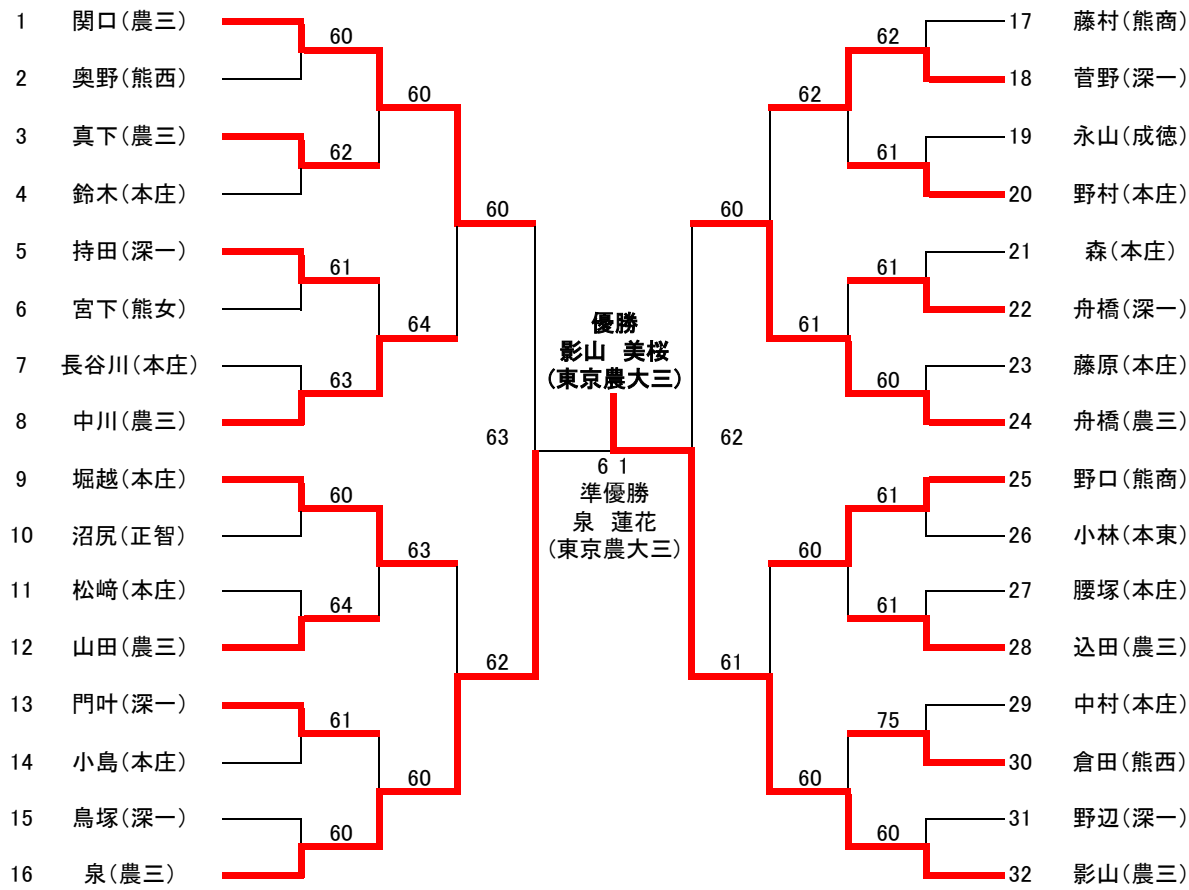 1 関口(農三)
60
2 奥野(熊西)
60
3 真下(農三)
62
4 鈴木(本庄)
60
5 持田(深一)
61
6 宮下(熊女)
64
7 長谷川(本庄)
63
8 中川(農三)
63
9 堀越(本庄)
60
10 沼尻(正智)
63
11 松﨑(本庄)
64
12 山田(農三)
62
13 門叶(深一)
61
14 小島(本庄)
60
15 鳥塚(深一)
60
16 泉(農三)
優勝
影山 美桜
(東京農大三)
6 1
準優勝
泉 蓮花
(東京農大三)
17 藤村(熊商)
62
18 菅野(深一)
62
19 永山(成徳)
61
20 野村(本庄)
60
21 森(本庄)
61
22 舟橋(深一)
61
23 藤原(本庄)
60
24 舟橋(農三)
62
25 野口(熊商)
61
26 小林(本東)
60
27 腰塚(本庄)
61
28 込田(農三)
61
29 中村(本庄)
75
30 倉田(熊西)
60
31 野辺(深一)
60
32 影山(農三)